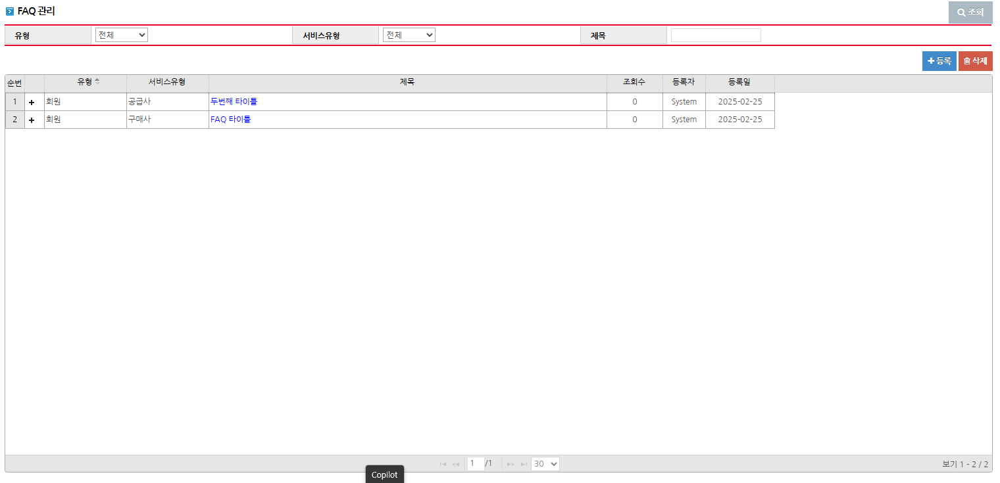 FAQ 관리
조회
유형 전체 서비스유형 전체 제목
등록 삭제
순번 유형 서비스유형 제목 조회수 등록자 등록일
1 회원 공급사 두번째 타이틀 0 System 2025-02-25
2 회원 구매사 FAQ 타이틀 0 System 2025-02-25
1 /1 30 보기 1 - 2 / 2
Copilot